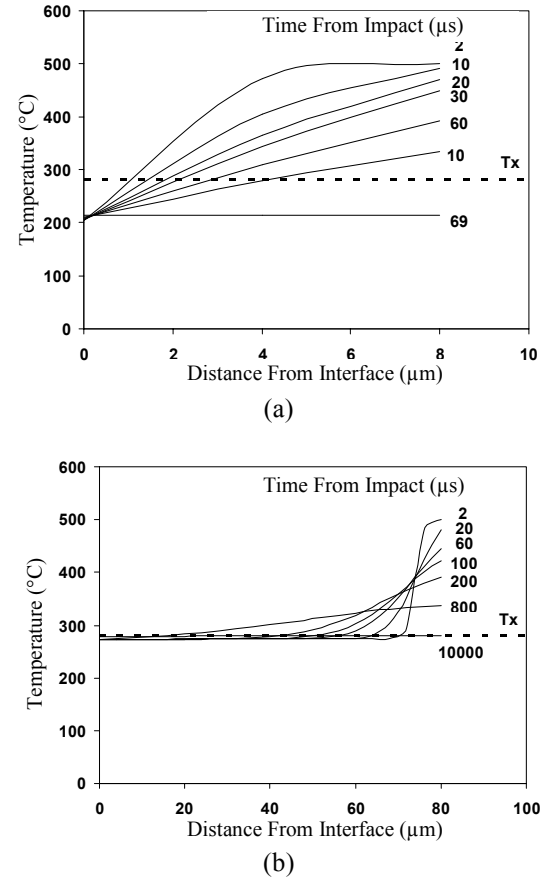 600
Time From Impact (µs)
2
10
20
30
60
10
69
Tx
500
400
300
200
100
0
Temperature (°C)
0 2 4 6 8 10
Distance From Interface (µm)
(a)
600
Time From Impact (µs)
2
20
60
100
200
800
Tx
10000
500
400
300
200
100
0
Temperature (°C)
0 20 40 60 80 100
Distance From Interface (µm)
(b)